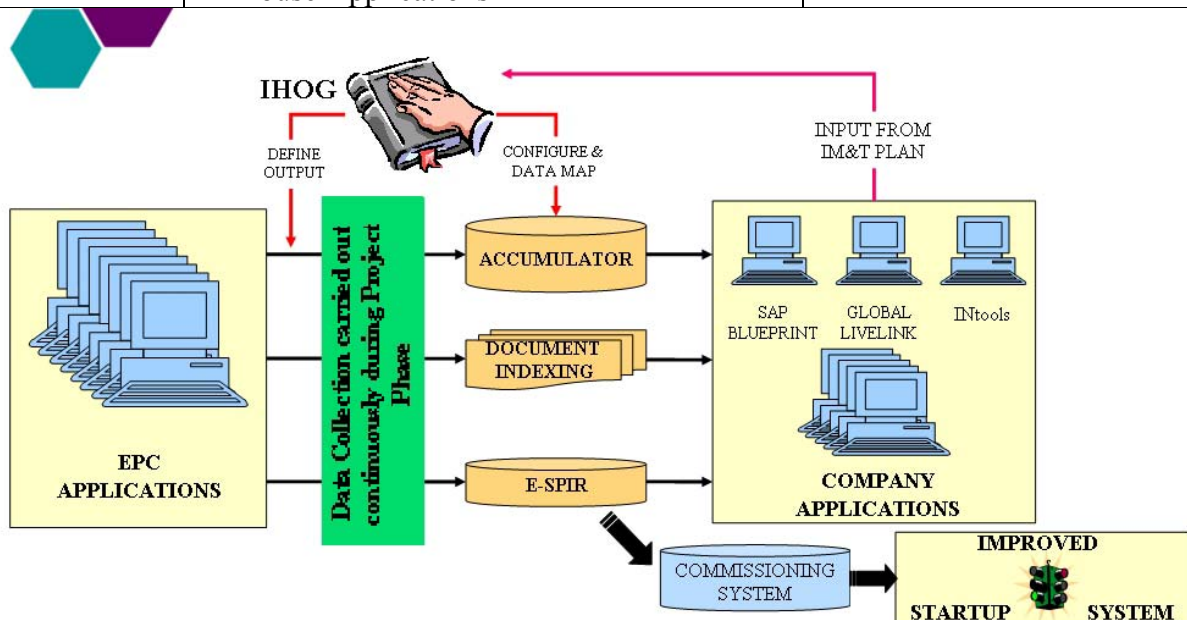 IHOG
DEFINE
OUTPUT
CONFIGURE &
DATA MAP
INPUT FROM
IM&T PLAN
EPC
APPLICATIONS
Data Collection carried out
continuously during Project
Phase
ACCUMULATOR
DOCUMENT
INDEXING
E-SPIR
SAP
BLUEPRINT
GLOBAL
LIVELINK
INtools
COMPANY
APPLICATIONS
COMMISSIONING
SYSTEM
IMPROVED
STARTUP SYSTEM